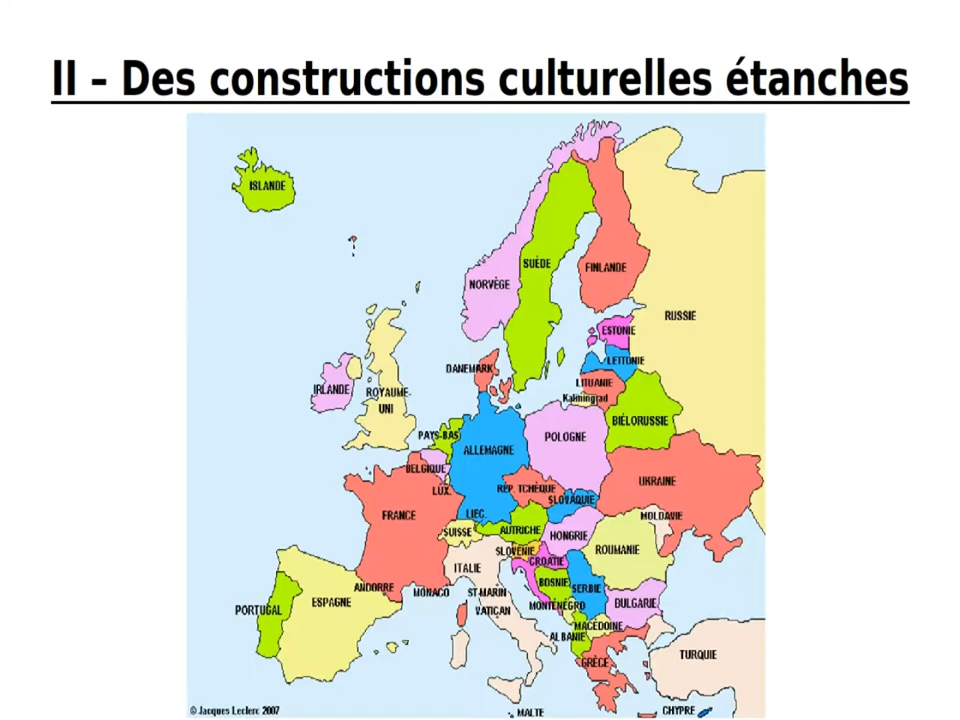 II – Des constructions culturelles étanches
ISLANDE
SUÈDE
FINLANDE
NORVÈGE
RUSSIE
ESTONIE
LETTONIE
DANEMARK
LITUANIE
IRLANDE
ROYAUME-
UNI
Kaliningrad
BIÉLORUSSIE
PAYS-BAS
POLOGNE
ALLEMAGNE
BELGIQUE
UKRAINE
LUX.
RÉP. TCHÈQUE
SLOVAQUIE
FRANCE
LIEC.
MOLDAVIE
SUISSE
AUTRICHE
HONGRIE
SLOVÉNIE
ROUMANIE
CROATIE
ITALIE
BOSNIE
SERBIE
ANDORRE
MONACO
ST-MARIN
ESPAGNE
MONTÉNÉGRO
BULGARIE
PORTUGAL
VATICAN
MACÉDOINE
ALBANIE
TURQUIE
GRÈCE
© Jacques Leclerc 2007
MALTE
CHYPRE